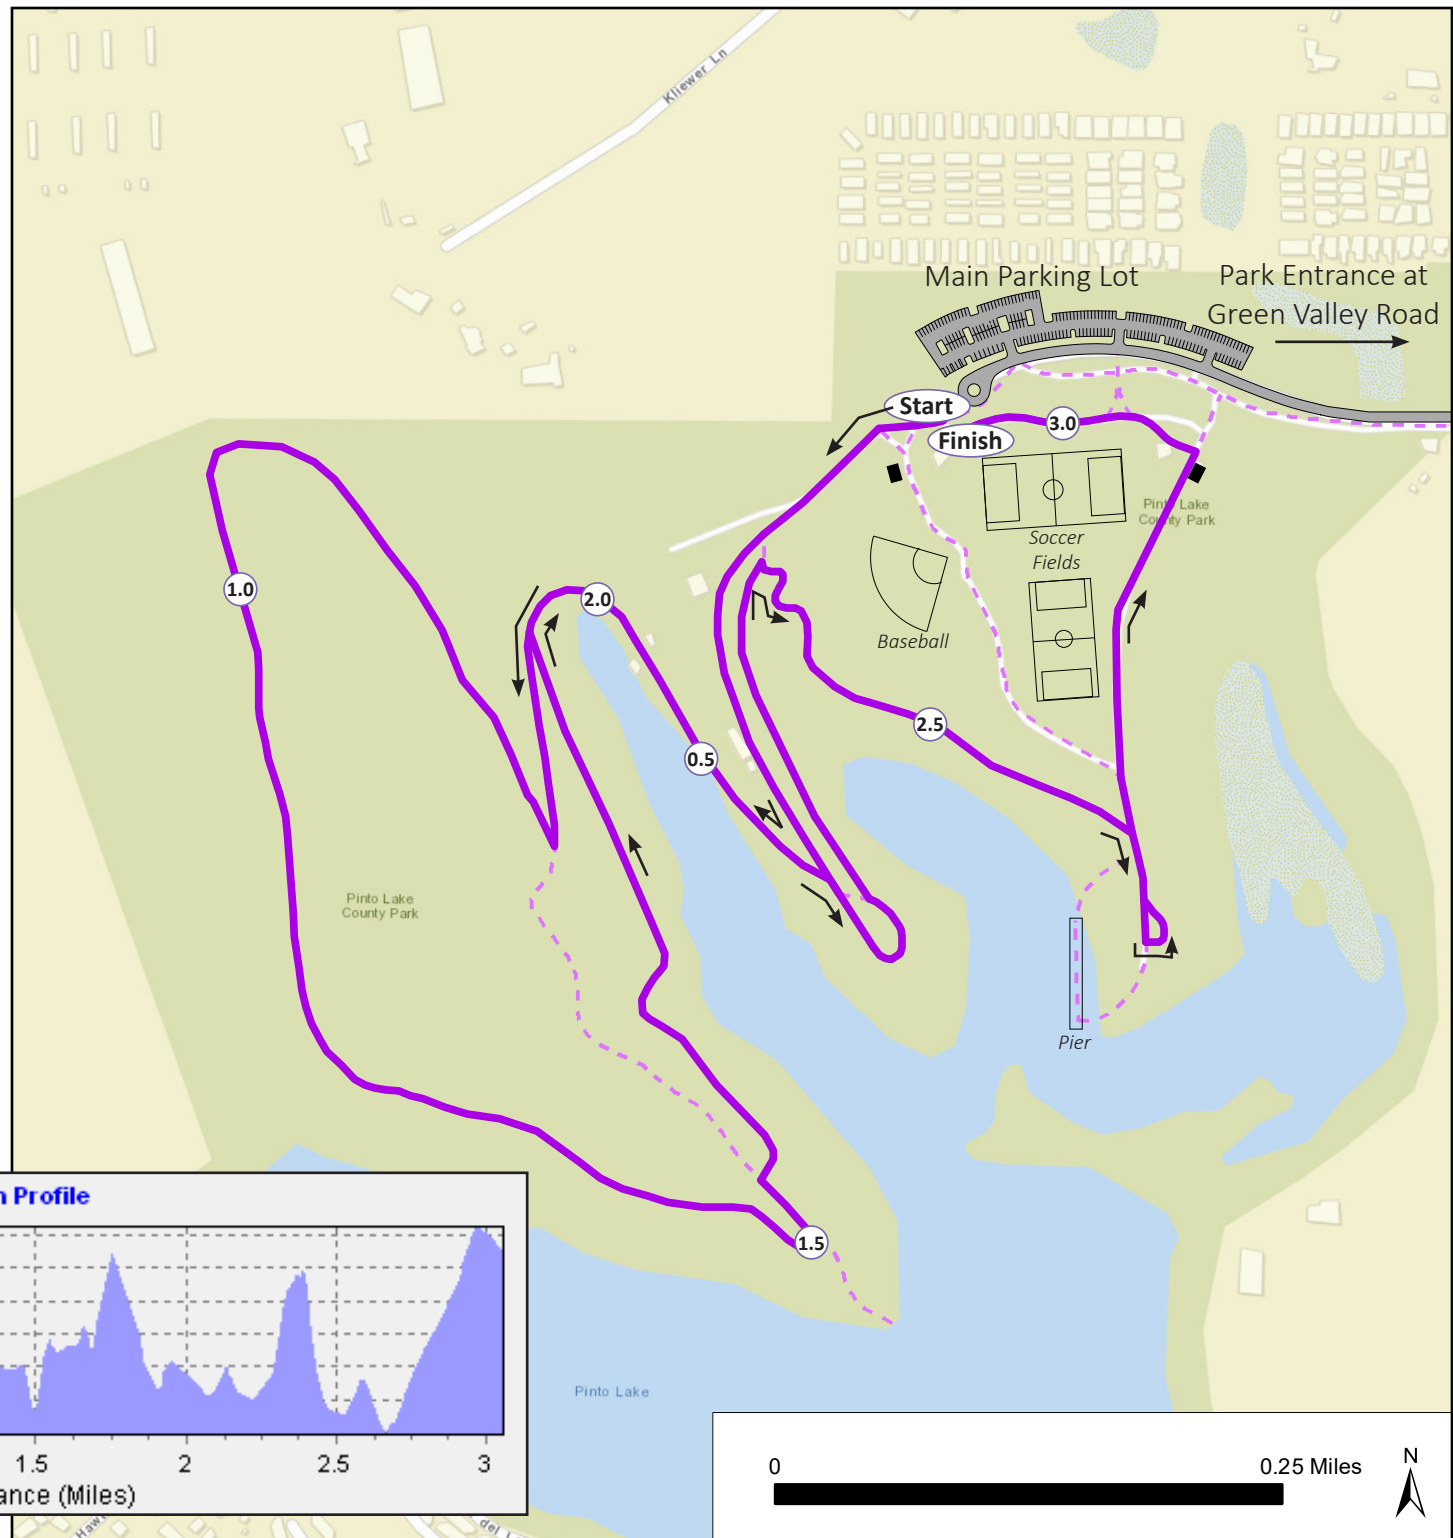 Kliewer Ln
Main Parking Lot
Park Entrance at
Green Valley Road
Start
Finish
3.0
Pinto Lake
County Park
Soccer
Fields
Baseball
1.0
2.0
2.5
0.5
Pinto Lake
County Park
Pier
1.5
Profile
1.5
2
2.5
3
(Miles)
Pinto Lake
0
0.25 Miles
N
del